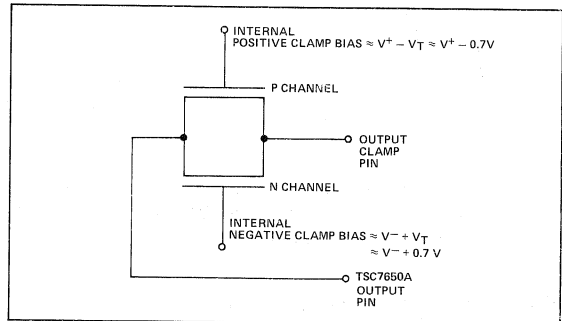 INTERNAL
POSITIVE CLAMP BIAS ≈ V+ − VT ≈ V+ − 0.7V
P CHANNEL
OUTPUT
CLAMP
PIN
N CHANNEL
INTERNAL
NEGATIVE CLAMP BIAS ≈ V− + VT
≈ V− + 0.7 V
TSC7650A
OUTPUT
PIN